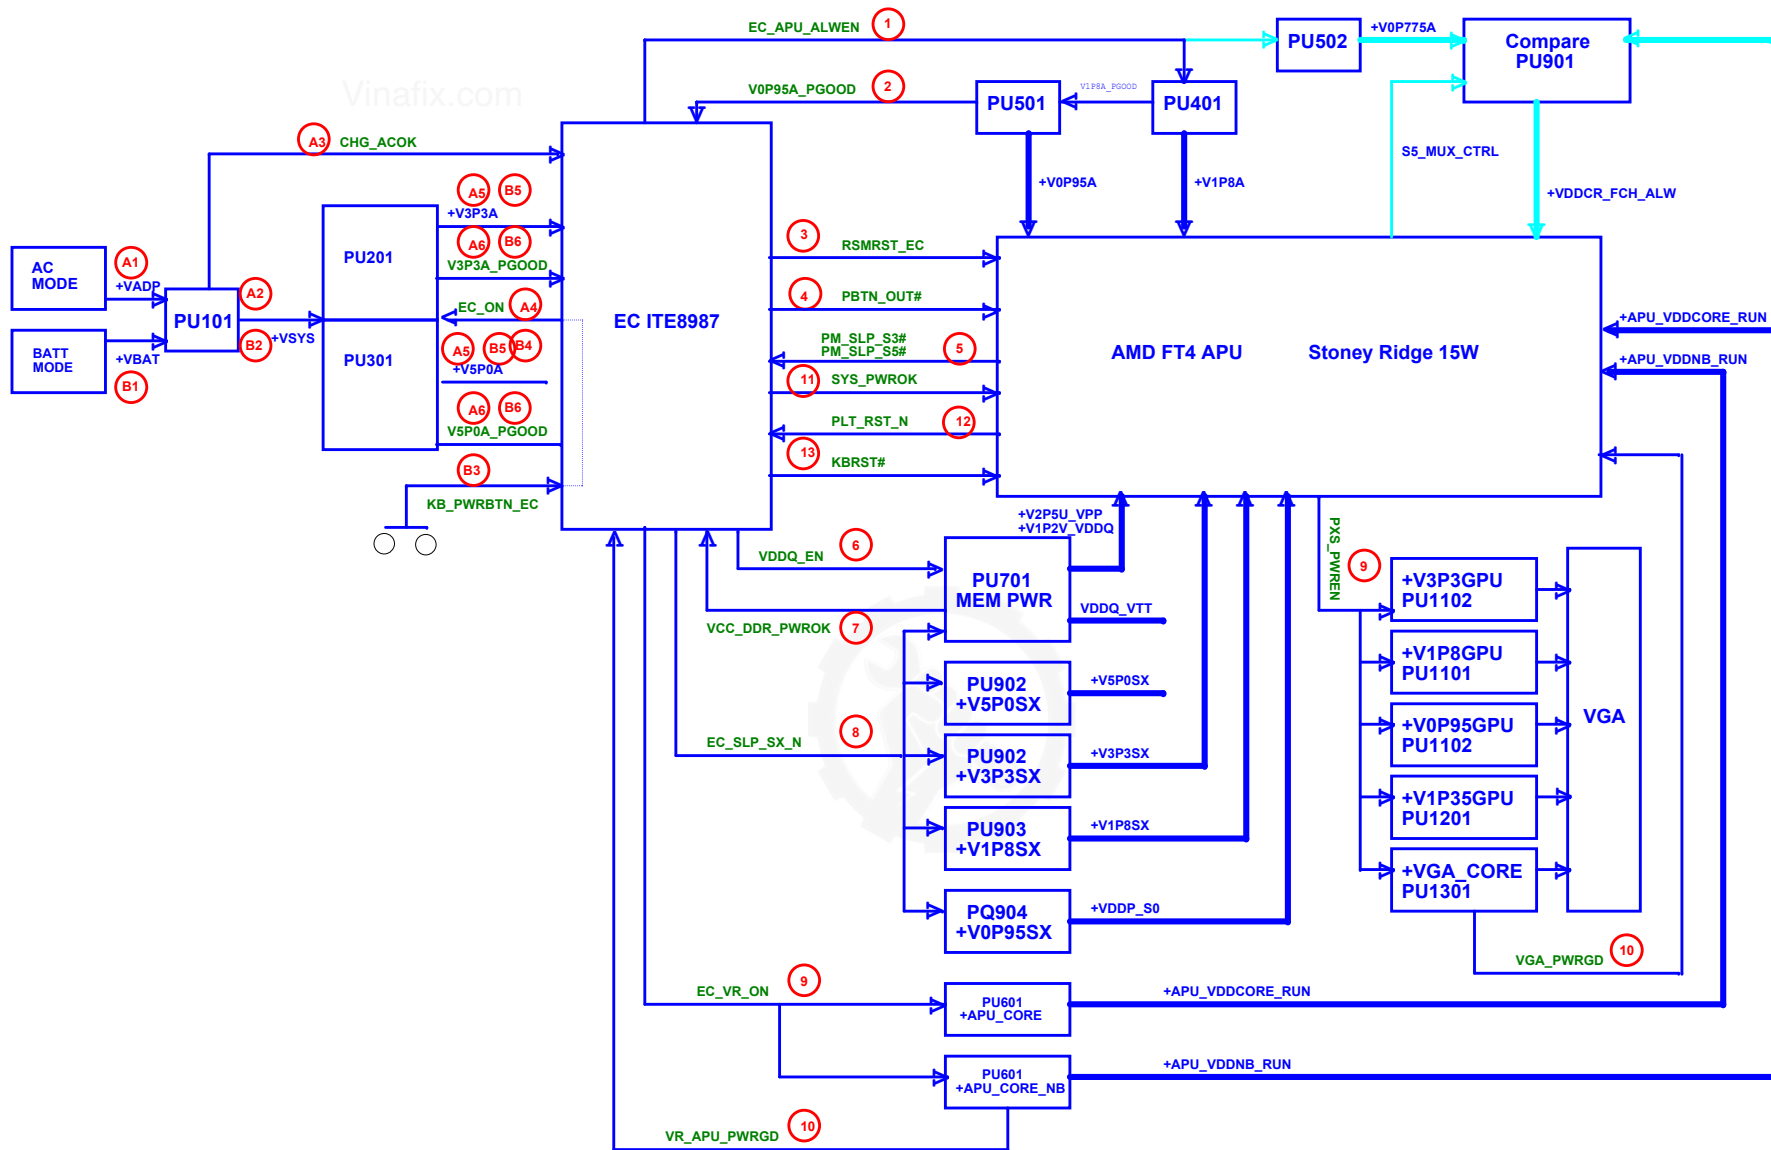 EC_APU_ALWEN
1
PU502
+V0P775A
Compare
PU901
Vinafix.com
V0P95A_PGOOD
2
PU501
V1P8A_PGOOD
PU401
A3
CHG_ACOK
S5_MUX_CTRL
+V0P95A
+V1P8A
+VDDCR_FCH_ALW
A5
B5
+V3P3A
A6
B6
V3P3A_PGOOD
PU201
3
RSMRST_EC
AC
MODE
A1
+VADP
A2
PU101
B2
+VSYS
EC_ON
A4
4
PBTN_OUT#
EC ITE8987
BATT
MODE
+VBAT
B1
PU301
A5
B5
B4
+V5P0A
PM_SLP_S3#
PM_SLP_S5#
5
AMD FT4 APU
Stoney Ridge 15W
+APU_VDDCORE_RUN
+APU_VDDNB_RUN
11
SYS_PWROK
A6
B6
V5P0A_PGOOD
PLT_RST_N
12
13
KBRST#
B3
KB_PWRBTN_EC
+V2P5U_VPP
+V1P2V_VDDQ
PXS_PWREN
VDDQ_EN
6
PU701
MEM PWR
VDDQ_VTT
9
+V3P3GPU
PU1102
VCC_DDR_PWROK
7
+V1P8GPU
PU1101
PU902
+V5P0SX
+V5P0SX
+V0P95GPU
PU1102
VGA
EC_SLP_SX_N
8
PU902
+V3P3SX
+V3P3SX
+V1P35GPU
PU1201
PU903
+V1P8SX
+V1P8SX
+VGA_CORE
PU1301
PQ904
+V0P95SX
+VDDP_S0
VGA_PWRGD
10
EC_VR_ON
9
PU601
+APU_CORE
+APU_VDDCORE_RUN
PU601
+APU_CORE_NB
+APU_VDDNB_RUN
VR_APU_PWRGD
10